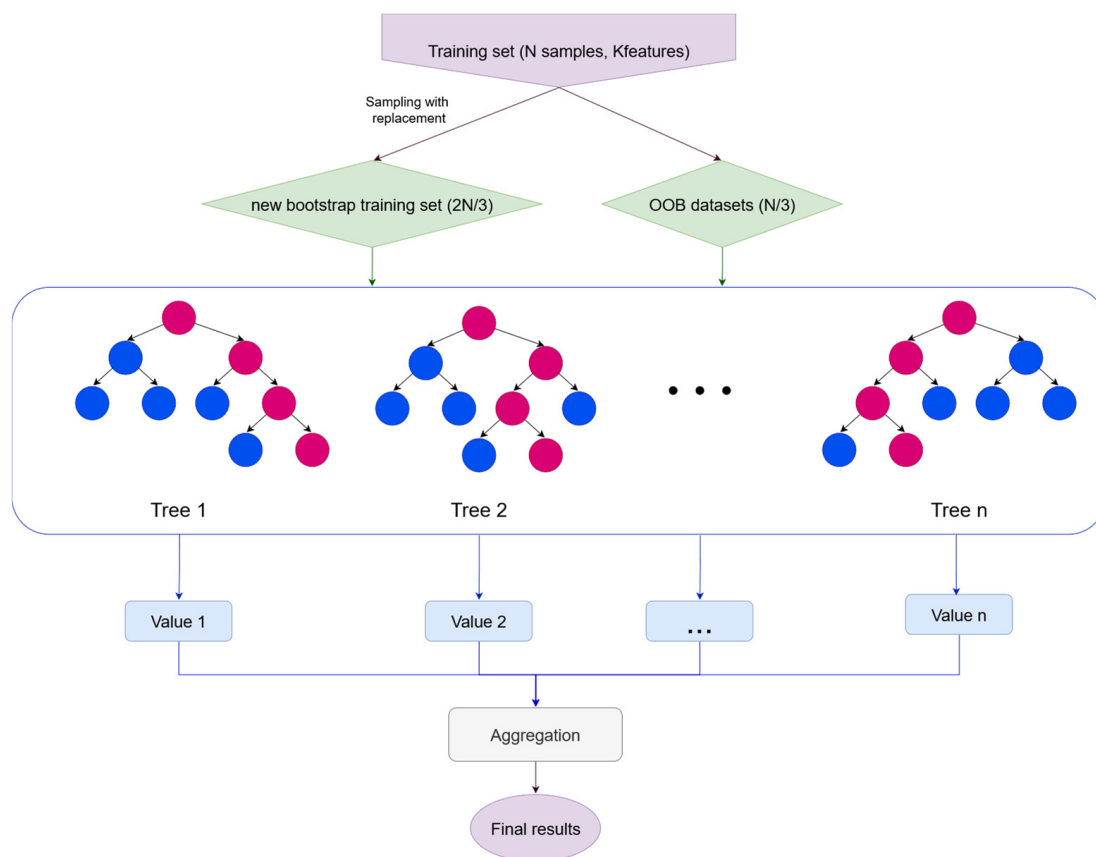 Training set (N samples, Kfeatures)
Sampling with
replacement
new bootstrap training set (2N/3)
OOB datasets (N/3)
Tree 1
Tree 2
Tree n
Value 1
Value 2
...
Value n
Aggregation
Final results